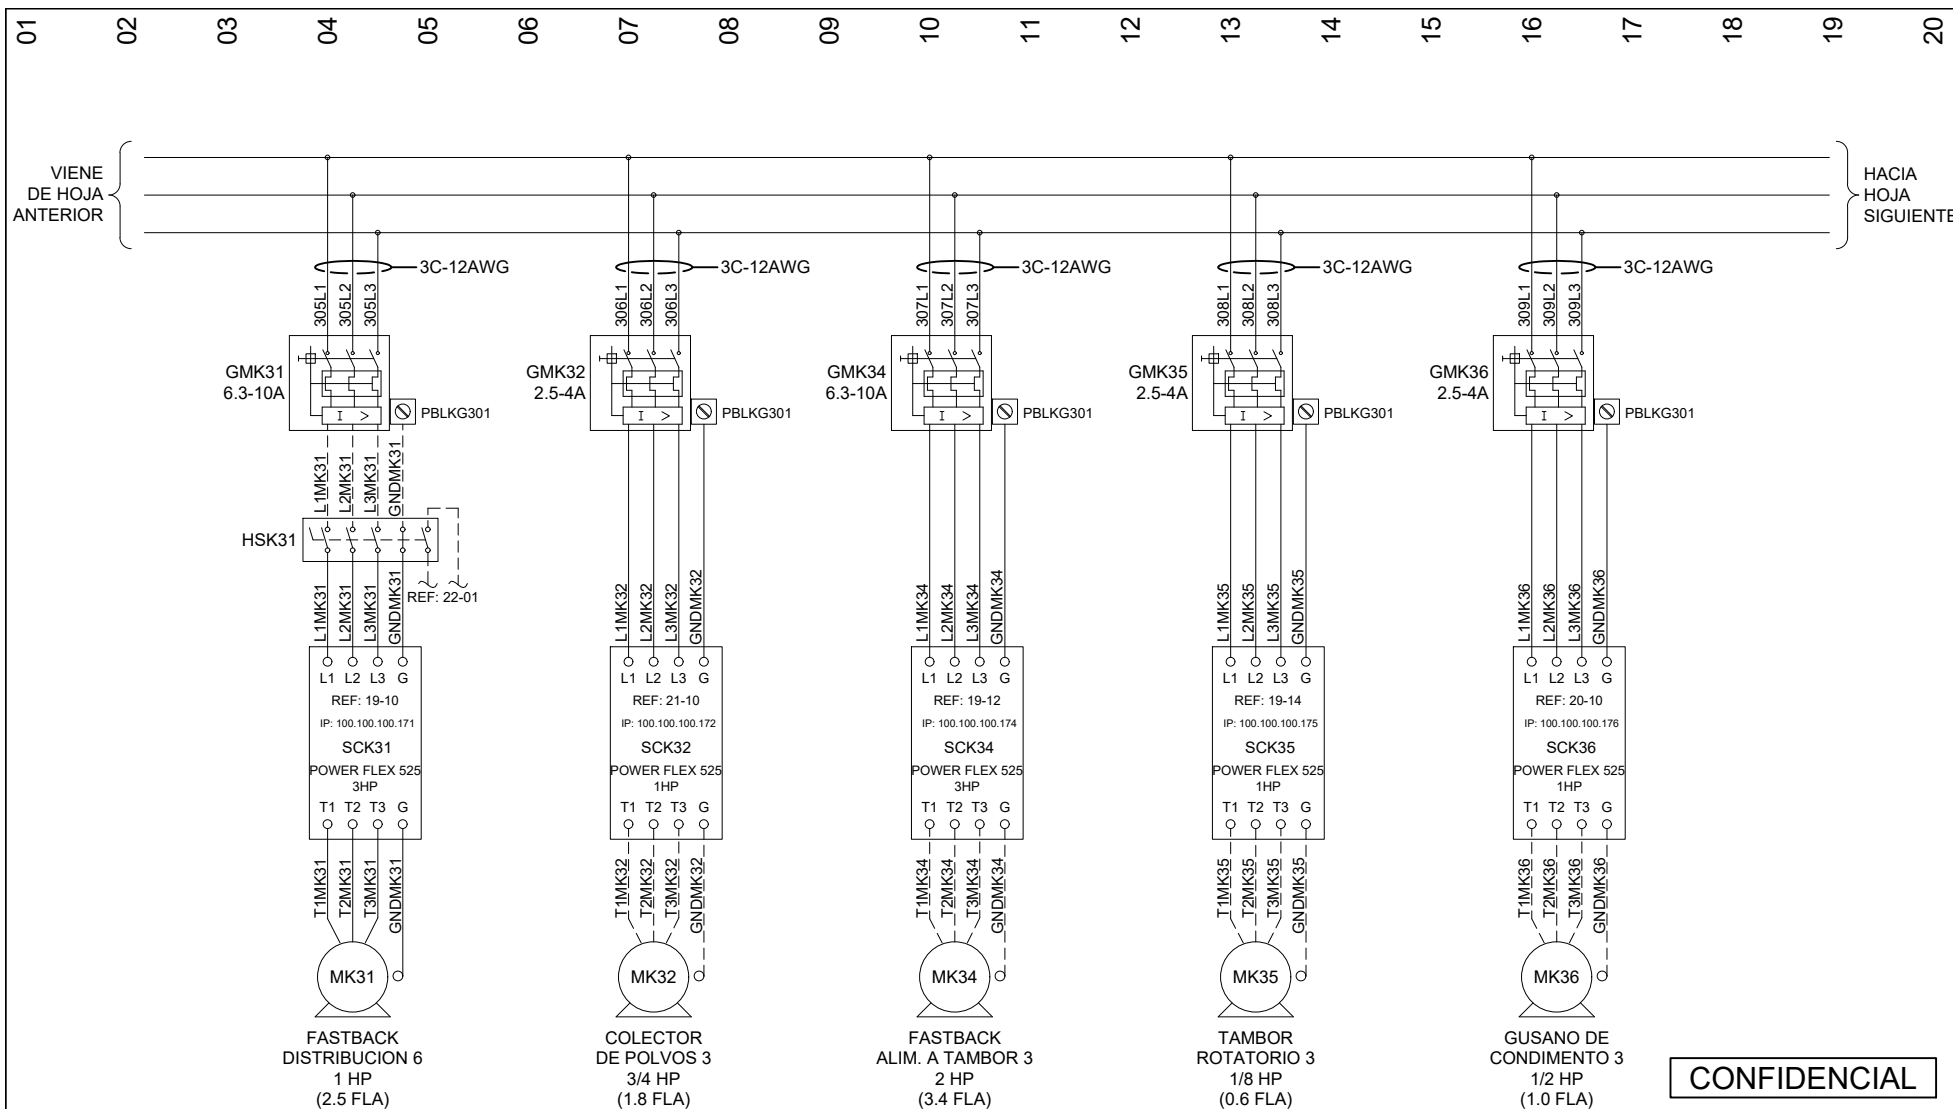 01 02 03 04 05 06 07 08 09 10 11 12 13 14 15 16 17 18 19 20
VIENE
DE HOJA
ANTERIOR
HACIA
HOJA
SIGUIENTE
3C-12AWG
305L1
305L2
305L3
GMK31
6.3-10A
I >
PBLKG301
L1MK31
L2MK31
L3MK31
GNDMK31
HSK31
REF: 22-01
L1MK31
L2MK31
L3MK31
GNDMK31
L1 L2 L3 G
REF: 19-10
IP: 100.100.100.171
SCK31
POWER FLEX 525
3HP
T1 T2 T3 G
T1MK31
T2MK31
T3MK31
GNDMK31
MK31
FASTBACK
DISTRIBUCION 6
1 HP
(2.5 FLA)
3C-12AWG
306L1
306L2
306L3
GMK32
2.5-4A
I >
PBLKG301
L1MK32
L2MK32
L3MK32
GNDMK32
L1 L2 L3 G
REF: 21-10
IP: 100.100.100.172
SCK32
POWER FLEX 525
1HP
T1 T2 T3 G
T1MK32
T2MK32
T3MK32
GNDMK32
MK32
COLECTOR
DE POLVOS 3
3/4 HP
(1.8 FLA)
3C-12AWG
307L1
307L2
307L3
GMK34
6.3-10A
I >
PBLKG301
L1MK34
L2MK34
L3MK34
GNDMK34
L1 L2 L3 G
REF: 19-12
IP: 100.100.100.174
SCK34
POWER FLEX 525
3HP
T1 T2 T3 G
T1MK34
T2MK34
T3MK34
GNDMK34
MK34
FASTBACK
ALIM. A TAMBOR 3
2 HP
(3.4 FLA)
3C-12AWG
308L1
308L2
308L3
GMK35
2.5-4A
I >
PBLKG301
L1MK35
L2MK35
L3MK35
GNDMK35
L1 L2 L3 G
REF: 19-14
IP: 100.100.100.175
SCK35
POWER FLEX 525
1HP
T1 T2 T3 G
T1MK35
T2MK35
T3MK35
GNDMK35
MK35
TAMBOR
ROTATORIO 3
1/8 HP
(0.6 FLA)
3C-12AWG
309L1
309L2
309L3
GMK36
2.5-4A
I >
PBLKG301
L1MK36
L2MK36
L3MK36
GNDMK36
L1 L2 L3 G
REF: 20-10
IP: 100.100.100.176
SCK36
POWER FLEX 525
1HP
T1 T2 T3 G
T1MK36
T2MK36
T3MK36
GNDMK36
MK36
GUSANO DE
CONDIMENTO 3
1/2 HP
(1.0 FLA)
CONFIDENCIAL